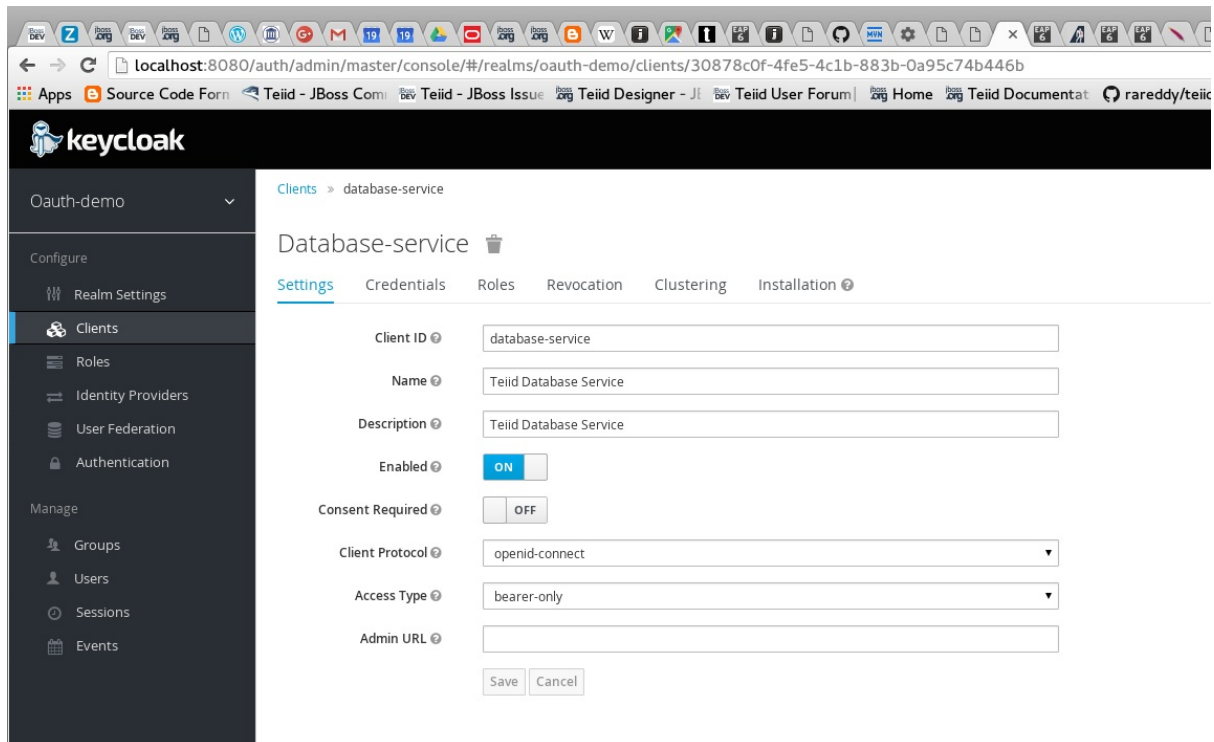 localhost:8080/auth/admin/master/console/#/realms/oauth-demo/clients/30878c0f-4fe5-4c1b-883b-0a95c74b446b
Apps Source Code Forn Teiid - JBoss Com Teiid - JBoss Issue Teiid Designer - J Teiid User Forum| Home Teiid Documentat rareddy/teiid
keycloak
Oauth-demo
Clients » database-service
Database-service
Configure
Settings Credentials Roles Revocation Clustering Installation
Realm Settings
Clients
Roles
Identity Providers
User Federation
Authentication
Manage
Groups
Users
Sessions
Events
Client ID database-service
Name Teiid Database Service
Description Teiid Database Service
Enabled ON
Consent Required OFF
Client Protocol openid-connect
Access Type bearer-only
Admin URL
Save Cancel